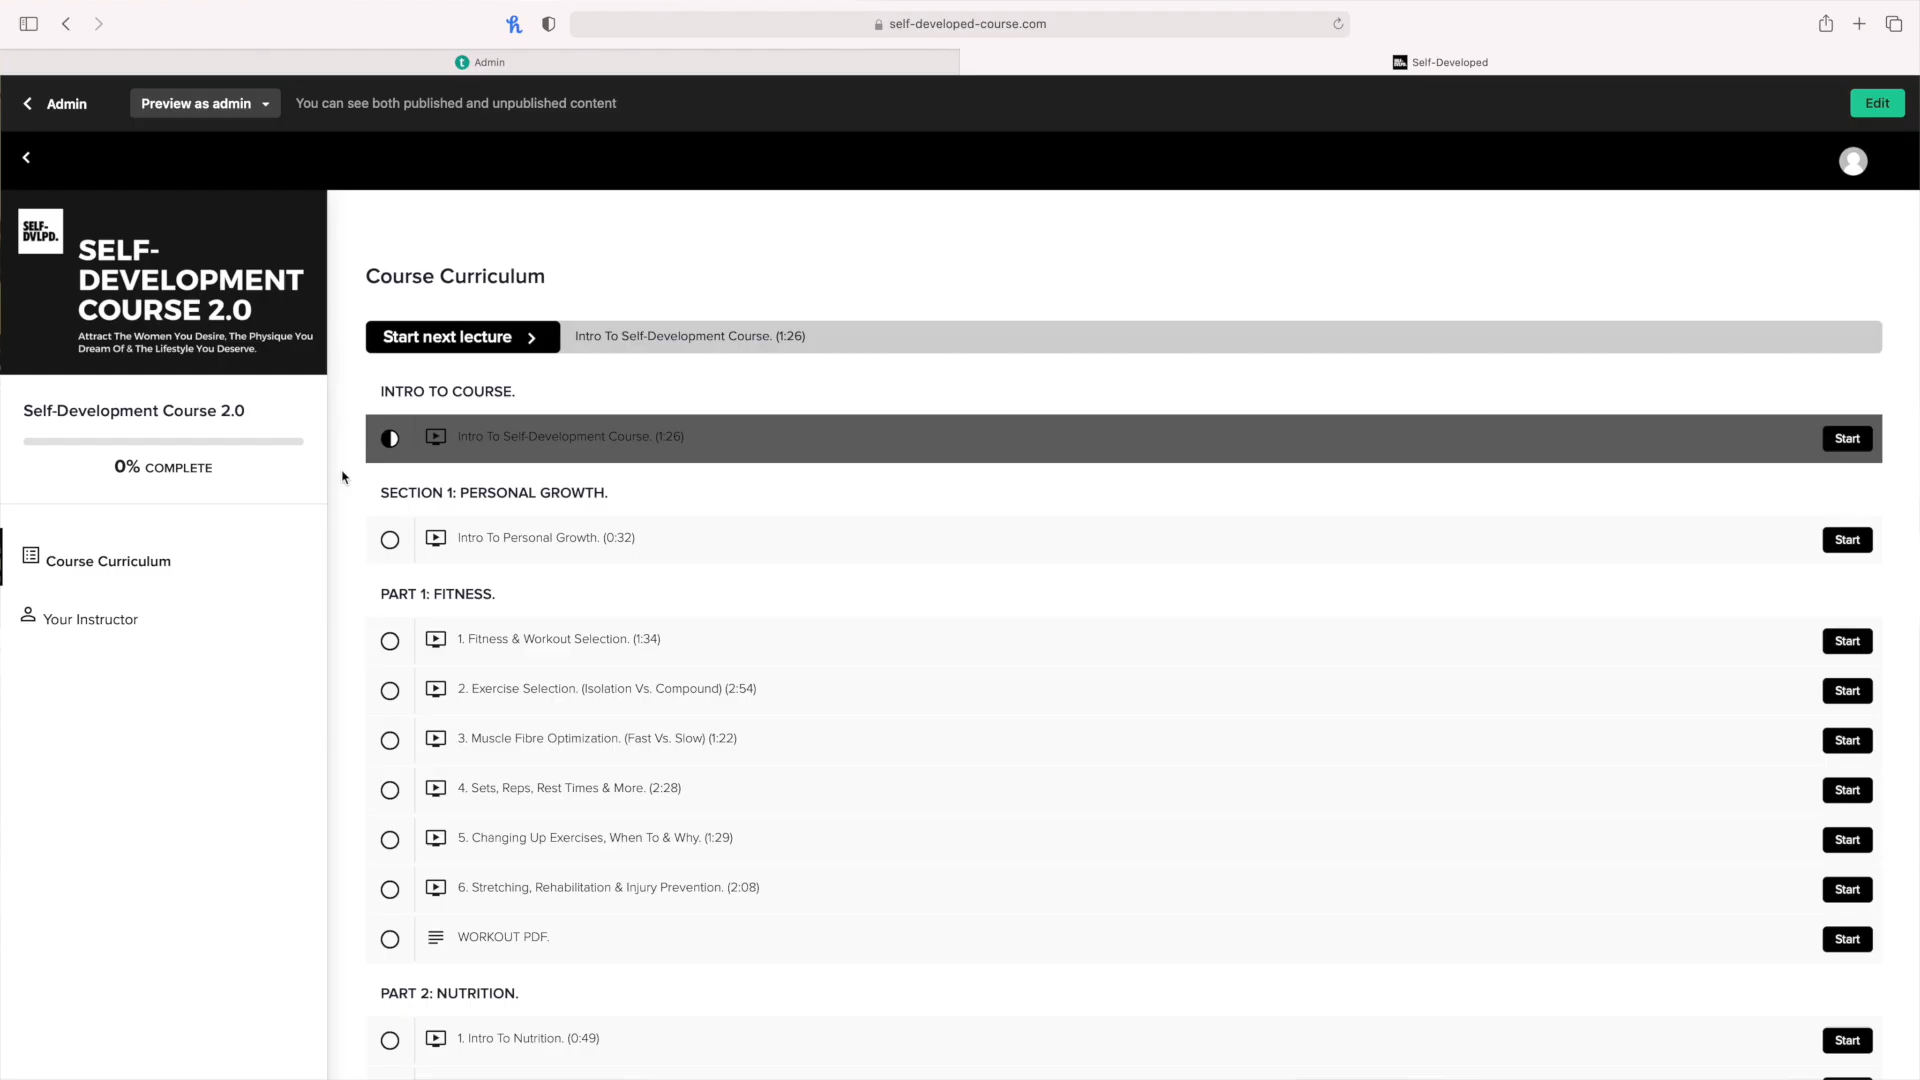 self-developed-course.com
Admin
Self-Developed
Admin
Preview as admin
You can see both published and unpublished content
Edit
SELF-
DVLPD.
SELF-
DEVELOPMENT
COURSE 2.0
Attract The Women You Desire, The Physique You
Dream Of & The Lifestyle You Deserve.
Self-Development Course 2.0
0% COMPLETE
Course Curriculum
Your Instructor
Course Curriculum
Start next lecture
Intro To Self-Development Course. (1:26)
INTRO TO COURSE.
Intro To Self-Development Course. (1:26)
Start
SECTION 1: PERSONAL GROWTH.
Intro To Personal Growth. (0:32)
Start
PART 1: FITNESS.
1. Fitness & Workout Selection. (1:34)
Start
2. Exercise Selection. (Isolation Vs. Compound) (2:54)
Start
3. Muscle Fibre Optimization. (Fast Vs. Slow) (1:22)
Start
4. Sets, Reps, Rest Times & More. (2:28)
Start
5. Changing Up Exercises, When To & Why. (1:29)
Start
6. Stretching, Rehabilitation & Injury Prevention. (2:08)
Start
WORKOUT PDF.
Start
PART 2: NUTRITION.
1. Intro To Nutrition. (0:49)
Start